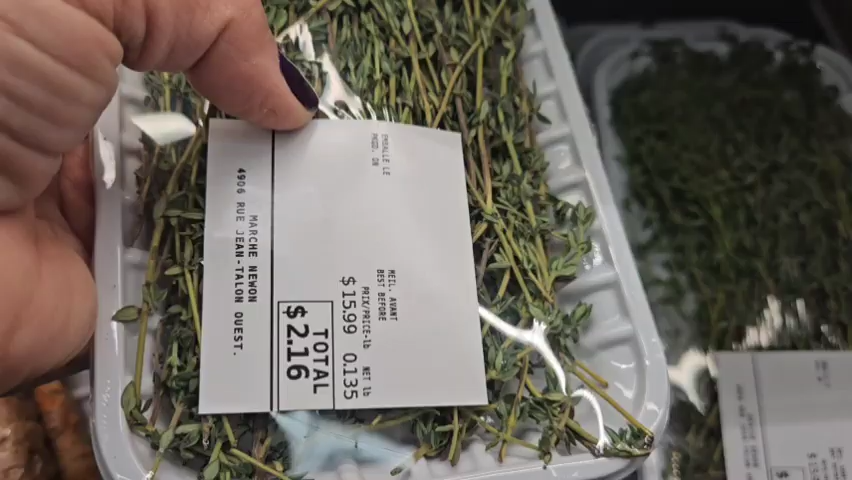 EMBALLE LE
PKGD. ON
MEIL. AVANT
BEST BEFORE
PRIX/PRICE-lb NET lb
$15.99 0.135
TOTAL
$2.16
MARCHE NEWON
4906 RUE JEAN-TALON OUEST.